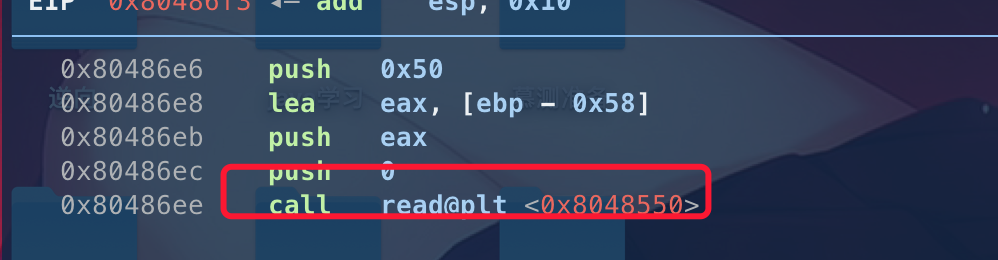 EIP 0x80486f3 ◂— add esp, 0x10
0x80486e6 push 0x50
0x80486e8 lea eax, [ebp - 0x58]
0x80486eb push eax
0x80486ec push 0
0x80486ee call read@plt <0x8048550>